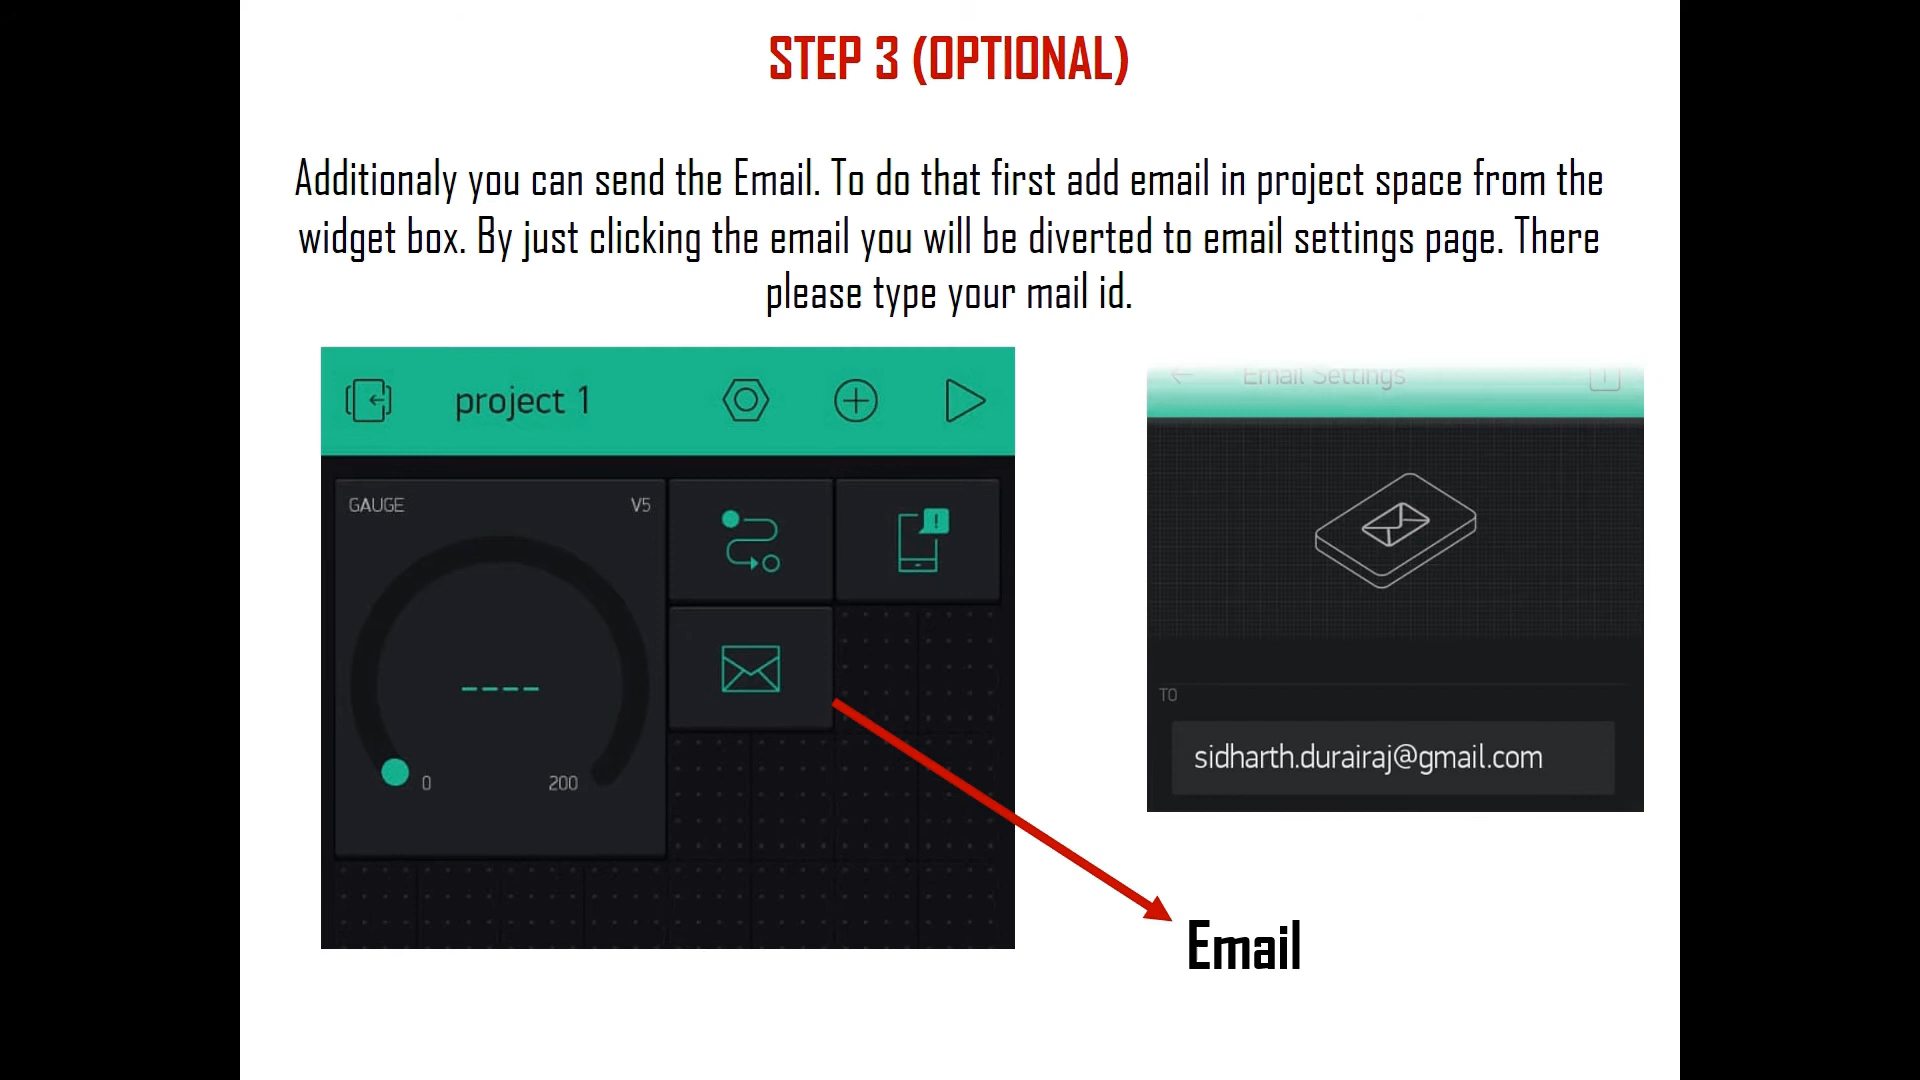 STEP 3 (OPTIONAL)
Additionaly you can send the Email. To do that first add email in project space from the
widget box. By just clicking the email you will be diverted to email settings page. There
please type your mail id.
project 1
GAUGE V5
0 200
Email Settings
TO
sidharth.durairaj@gmail.com
Email